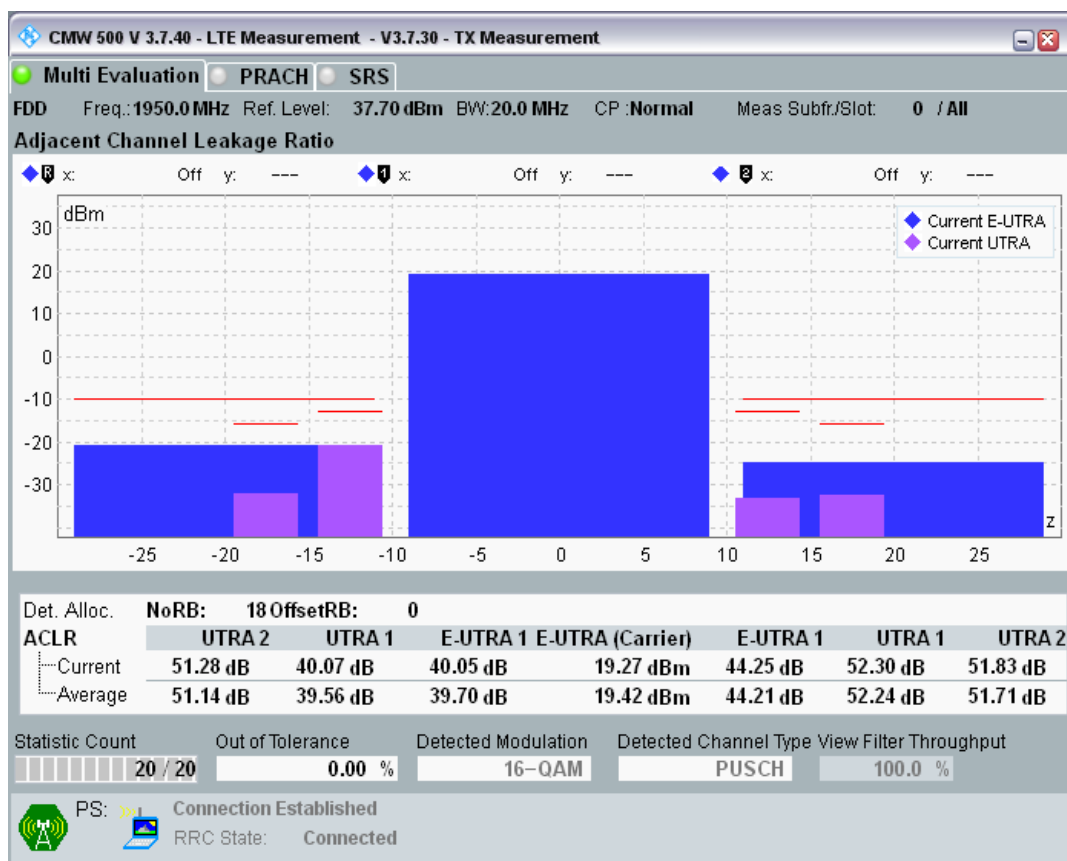 CMW 500 V 3.7.40 - LTE Measurement - V3.7.30 - TX Measurement
Multi Evaluation PRACH SRS
FDD Freq.: 1950.0 MHz Ref. Level: 37.70 dBm BW: 20.0 MHz CP : Normal Meas Subfr./Slot: 0 / All
Adjacent Channel Leakage Ratio
R x: Off y: --- 1 x: Off y: --- 2 x: Off y: ---
dBm
Current E-UTRA
Current UTRA
30
20
10
0
-10
-20
-30
z
-25 -20 -15 -10 -5 0 5 10 15 20 25
Det. Alloc. NoRB: 18 OffsetRB: 0
ACLR UTRA 2 UTRA 1 E-UTRA 1 E-UTRA (Carrier) E-UTRA 1 UTRA 1 UTRA 2
Current 51.28 dB 40.07 dB 40.05 dB 19.27 dBm 44.25 dB 52.30 dB 51.83 dB
Average 51.14 dB 39.56 dB 39.70 dB 19.42 dBm 44.21 dB 52.24 dB 51.71 dB
Statistic Count Out of Tolerance Detected Modulation Detected Channel Type View Filter Throughput
20 / 20 0.00 % 16-QAM PUSCH 100.0 %
PS: Connection Established
RRC State: Connected